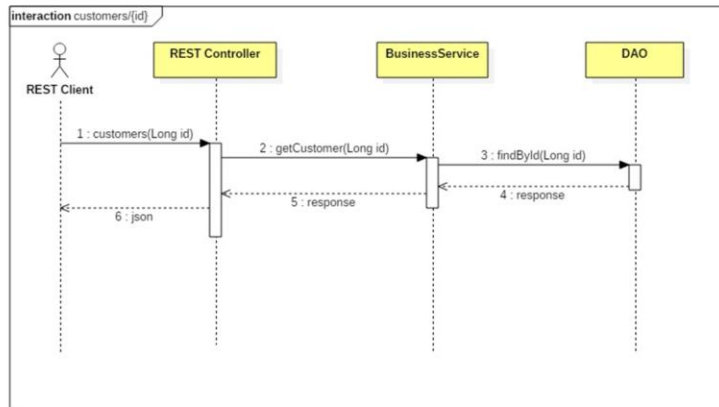 interaction customers/{id}
REST Client
REST Controller
BusinessService
DAO
1 : customers(Long id)
2 : getCustomer(Long id)
3 : findById(Long id)
4 : response
5 : response
6 : json